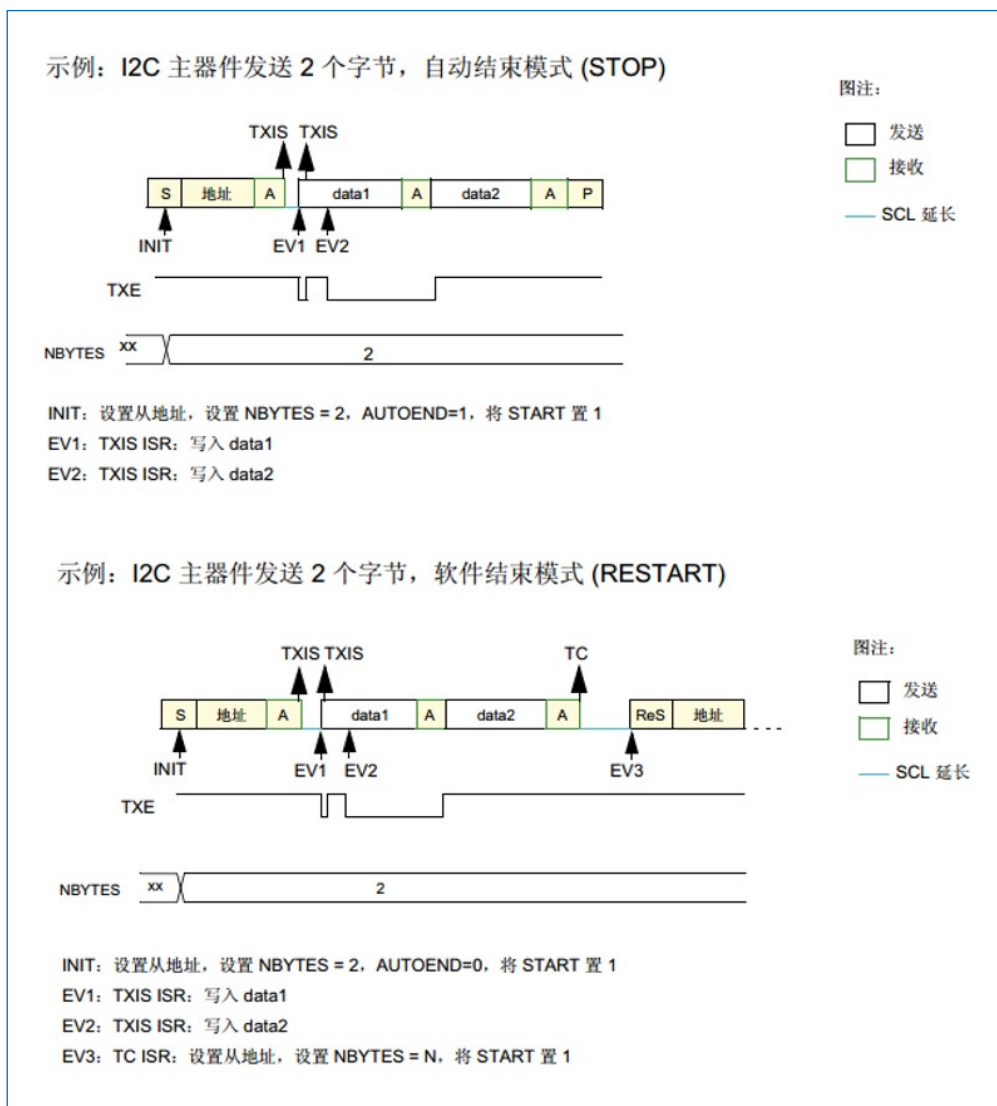 示例：I2C 主器件发送 2 个字节，自动结束模式 (STOP)
图注：
发送
接收
SCL 延长
TXIS TXIS
S 地址 A data1 A data2 A P
INIT EV1 EV2
TXE
NBYTES xx 2
INIT：设置从地址，设置 NBYTES = 2，AUTOEND=1，将 START 置 1
EV1：TXIS ISR：写入 data1
EV2：TXIS ISR：写入 data2
示例：I2C 主器件发送 2 个字节，软件结束模式 (RESTART)
图注：
发送
接收
SCL 延长
TXIS TXIS TC
S 地址 A data1 A data2 A ReS 地址
INIT EV1 EV2 EV3
TXE
NBYTES xx 2
INIT：设置从地址，设置 NBYTES = 2，AUTOEND=0，将 START 置 1
EV1：TXIS ISR：写入 data1
EV2：TXIS ISR：写入 data2
EV3：TC ISR：设置从地址，设置 NBYTES = N，将 START 置 1